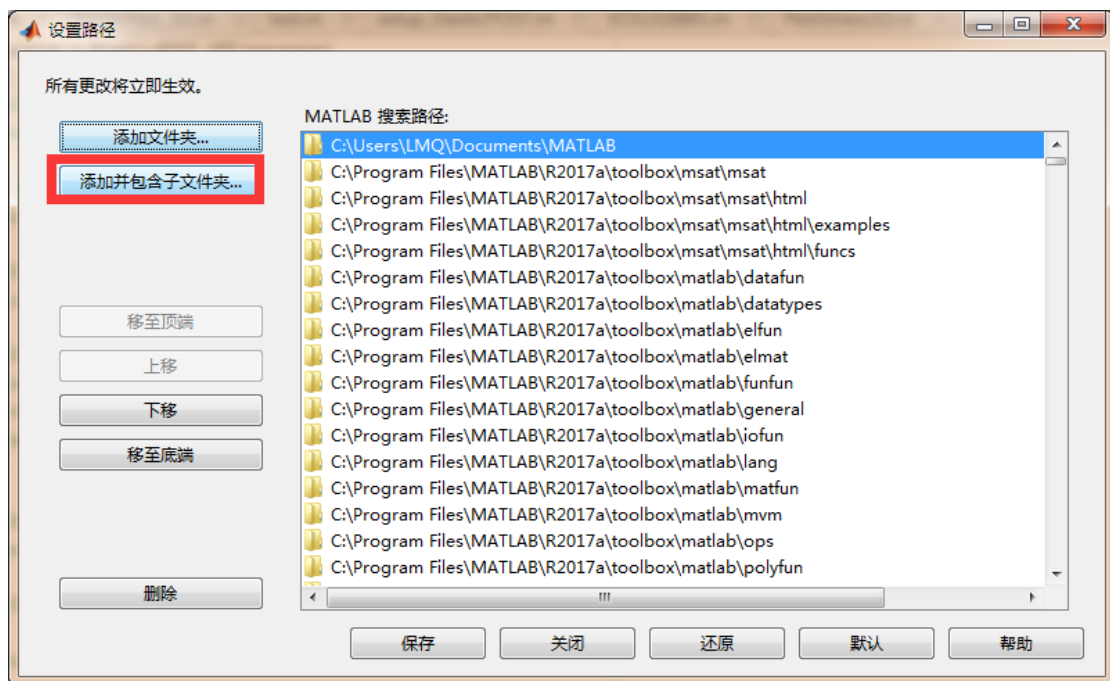 设置路径
所有更改将立即生效。
添加文件夹...
添加并包含子文件夹...
移至顶端
上移
下移
移至底端
删除
MATLAB 搜索路径:
C:\Users\LMQ\Documents\MATLAB
C:\Program Files\MATLAB\R2017a\toolbox\msat\msat
C:\Program Files\MATLAB\R2017a\toolbox\msat\msat\html
C:\Program Files\MATLAB\R2017a\toolbox\msat\msat\html\examples
C:\Program Files\MATLAB\R2017a\toolbox\msat\msat\html\funcs
C:\Program Files\MATLAB\R2017a\toolbox\matlab\datafun
C:\Program Files\MATLAB\R2017a\toolbox\matlab\datatypes
C:\Program Files\MATLAB\R2017a\toolbox\matlab\elfun
C:\Program Files\MATLAB\R2017a\toolbox\matlab\elmat
C:\Program Files\MATLAB\R2017a\toolbox\matlab\funfun
C:\Program Files\MATLAB\R2017a\toolbox\matlab\general
C:\Program Files\MATLAB\R2017a\toolbox\matlab\iofun
C:\Program Files\MATLAB\R2017a\toolbox\matlab\lang
C:\Program Files\MATLAB\R2017a\toolbox\matlab\matfun
C:\Program Files\MATLAB\R2017a\toolbox\matlab\mvm
C:\Program Files\MATLAB\R2017a\toolbox\matlab\ops
C:\Program Files\MATLAB\R2017a\toolbox\matlab\polyfun
保存 关闭 还原 默认 帮助